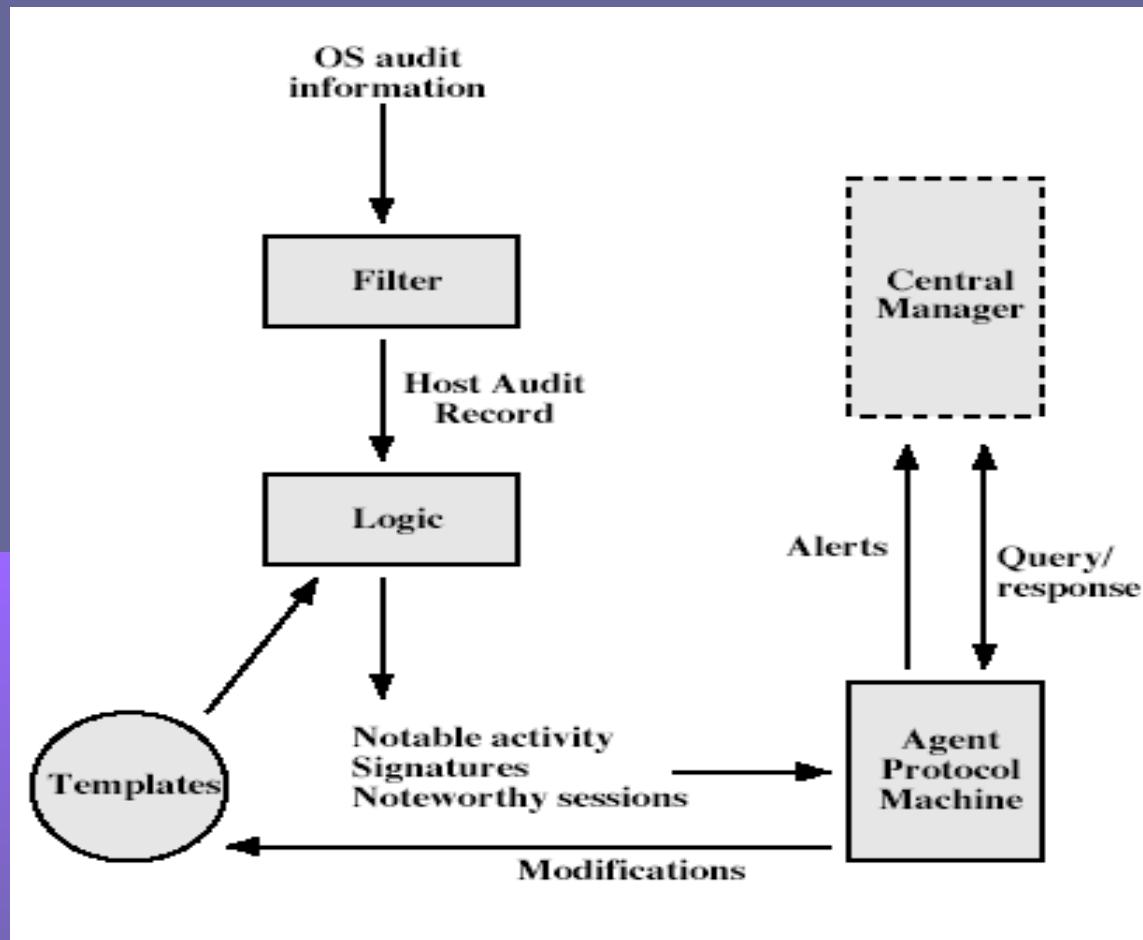 OS audit
information
Filter
Host Audit
Record
Logic
Templates
Notable activity
Signatures
Noteworthy sessions
Modifications
Agent
Protocol
Machine
Alerts
Query/
response
Central
Manager